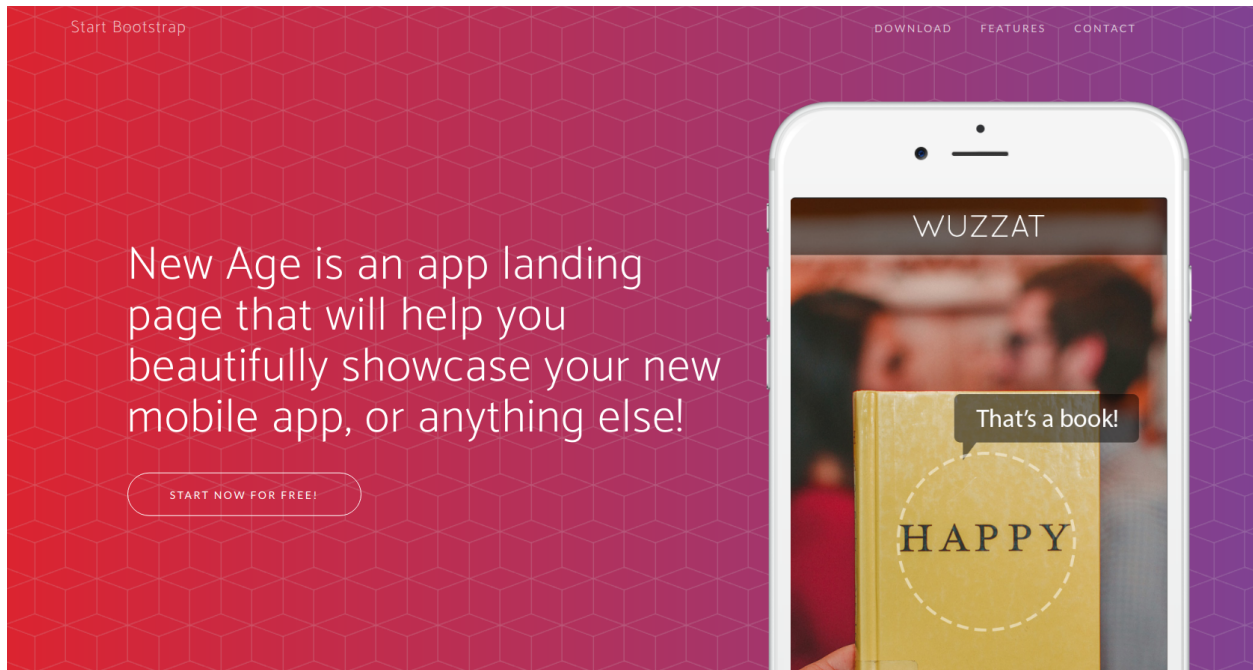 Start Bootstrap
DOWNLOAD FEATURES CONTACT
WUZZAT
New Age is an app landing
page that will help you
beautifully showcase your new
mobile app, or anything else!
START NOW FOR FREE!
That's a book!
HAPPY